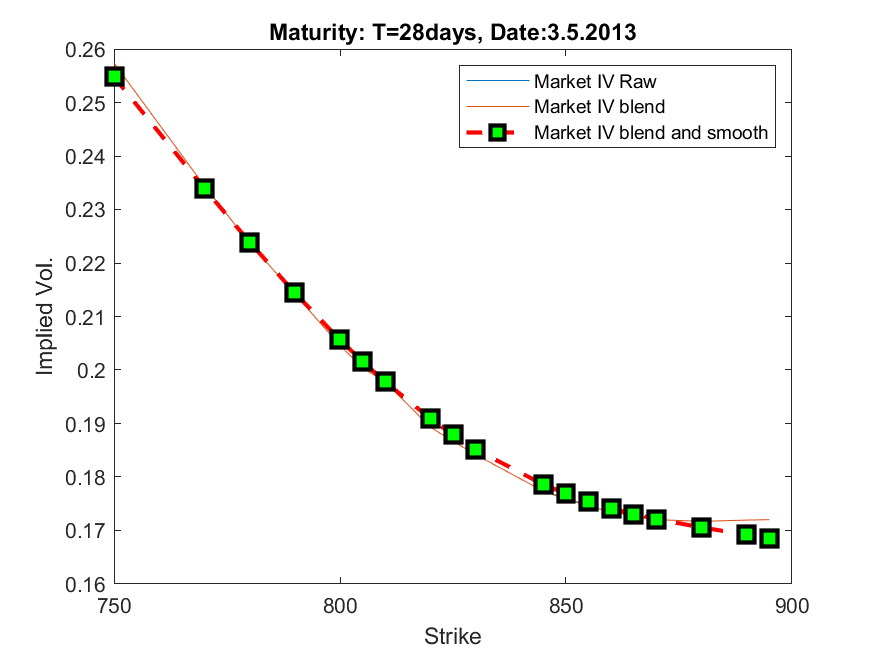 Maturity: T=28days, Date:3.5.2013
0.26
0.25
0.24
0.23
0.22
0.21
0.2
0.19
0.18
0.17
0.16
Implied Vol.
Market IV Raw
Market IV blend
Market IV blend and smooth
750
800
850
900
Strike